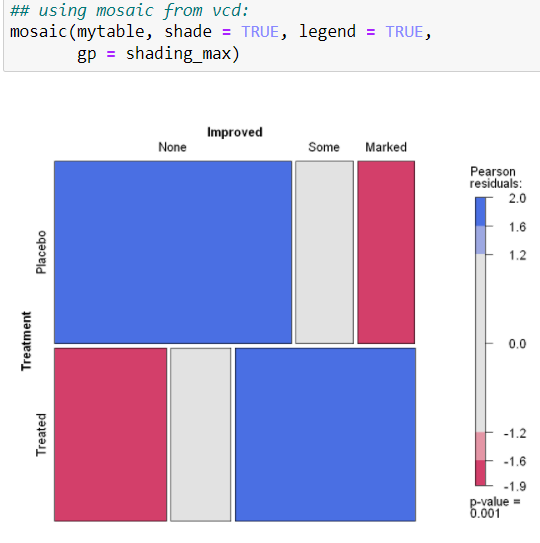 ## using mosaic from vcd:
mosaic(mytable, shade = TRUE, legend = TRUE,
       gp = shading_max)
Improved
None Some Marked
Treatment
Placebo
Treated
Pearson
residuals:
2.0
1.6
1.2
0.0
-1.2
-1.6
-1.9
p-value =
0.001